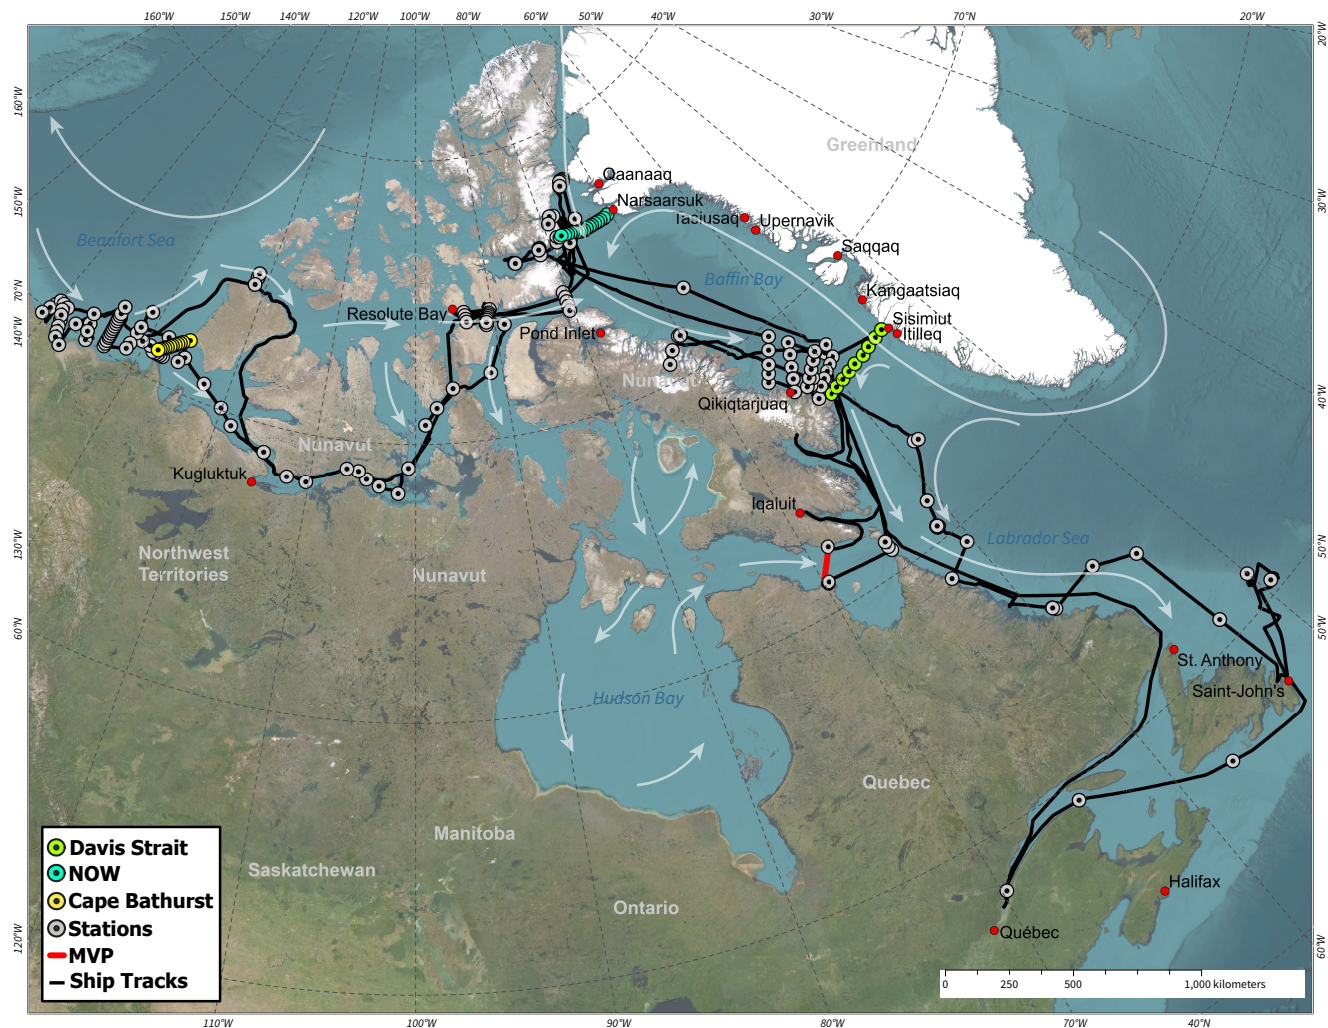 160°W 150°W 140°W 120°W 110°W 100°W 80°W 60°W 50°W 40°W 30°W 70°W 20°W
20°W
160°W
Greenland
Qaanaaq
150°W
Narsaarsuk
30°W
Tasiusaq
Upernavik
Beaufort Sea
Saqqaq
Baffin Bay
70°N
Kangaatsiaq
Resolute Bay
Sisimiut
140°W
Pond Inlet
Itilleq
Nunavut
40°W
Qikiqtarjuaq
Nunavut
Kugluktuk
Iqaluit
130°W
Labrador Sea
50°N
Northwest
Territories
Nunavut
60°N
50°W
St. Anthony
Saint-John's
Hudson Bay
Quebec
Manitoba
Davis Strait
NOW
Saskatchewan
Halifax
Cape Bathurst
Ontario
Stations
Québec
120°W
60°W
MVP
Ship Tracks
0 250 500 1,000 kilometers
110°W 100°W 90°W 80°W 70°W 40°N